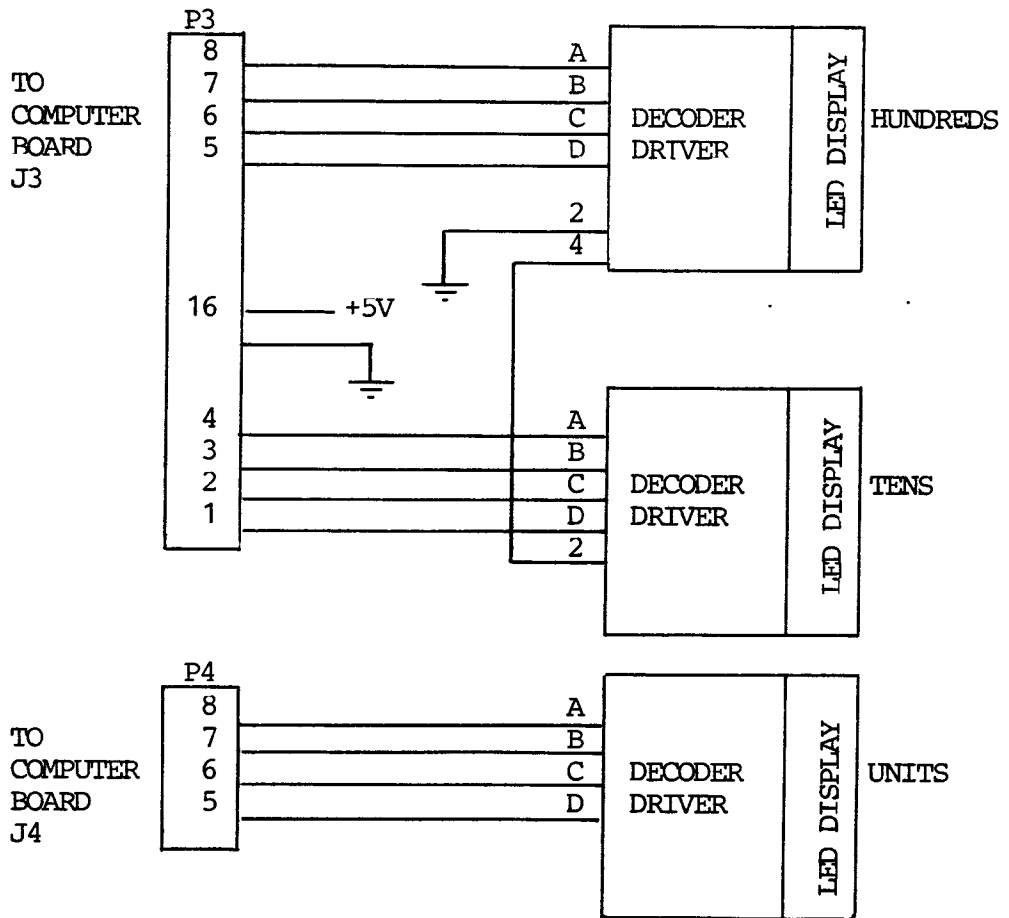 P3
8
7
6
5
TO
COMPUTER
BOARD
J3
A
B
C
D
2
4
DECODER
DRIVER
LED DISPLAY
HUNDREDS
16
+5V
4
3
2
1
A
B
C
D
2
DECODER
DRIVER
LED DISPLAY
TENS
P4
8
7
6
5
TO
COMPUTER
BOARD
J4
A
B
C
D
DECODER
DRIVER
LED DISPLAY
UNITS